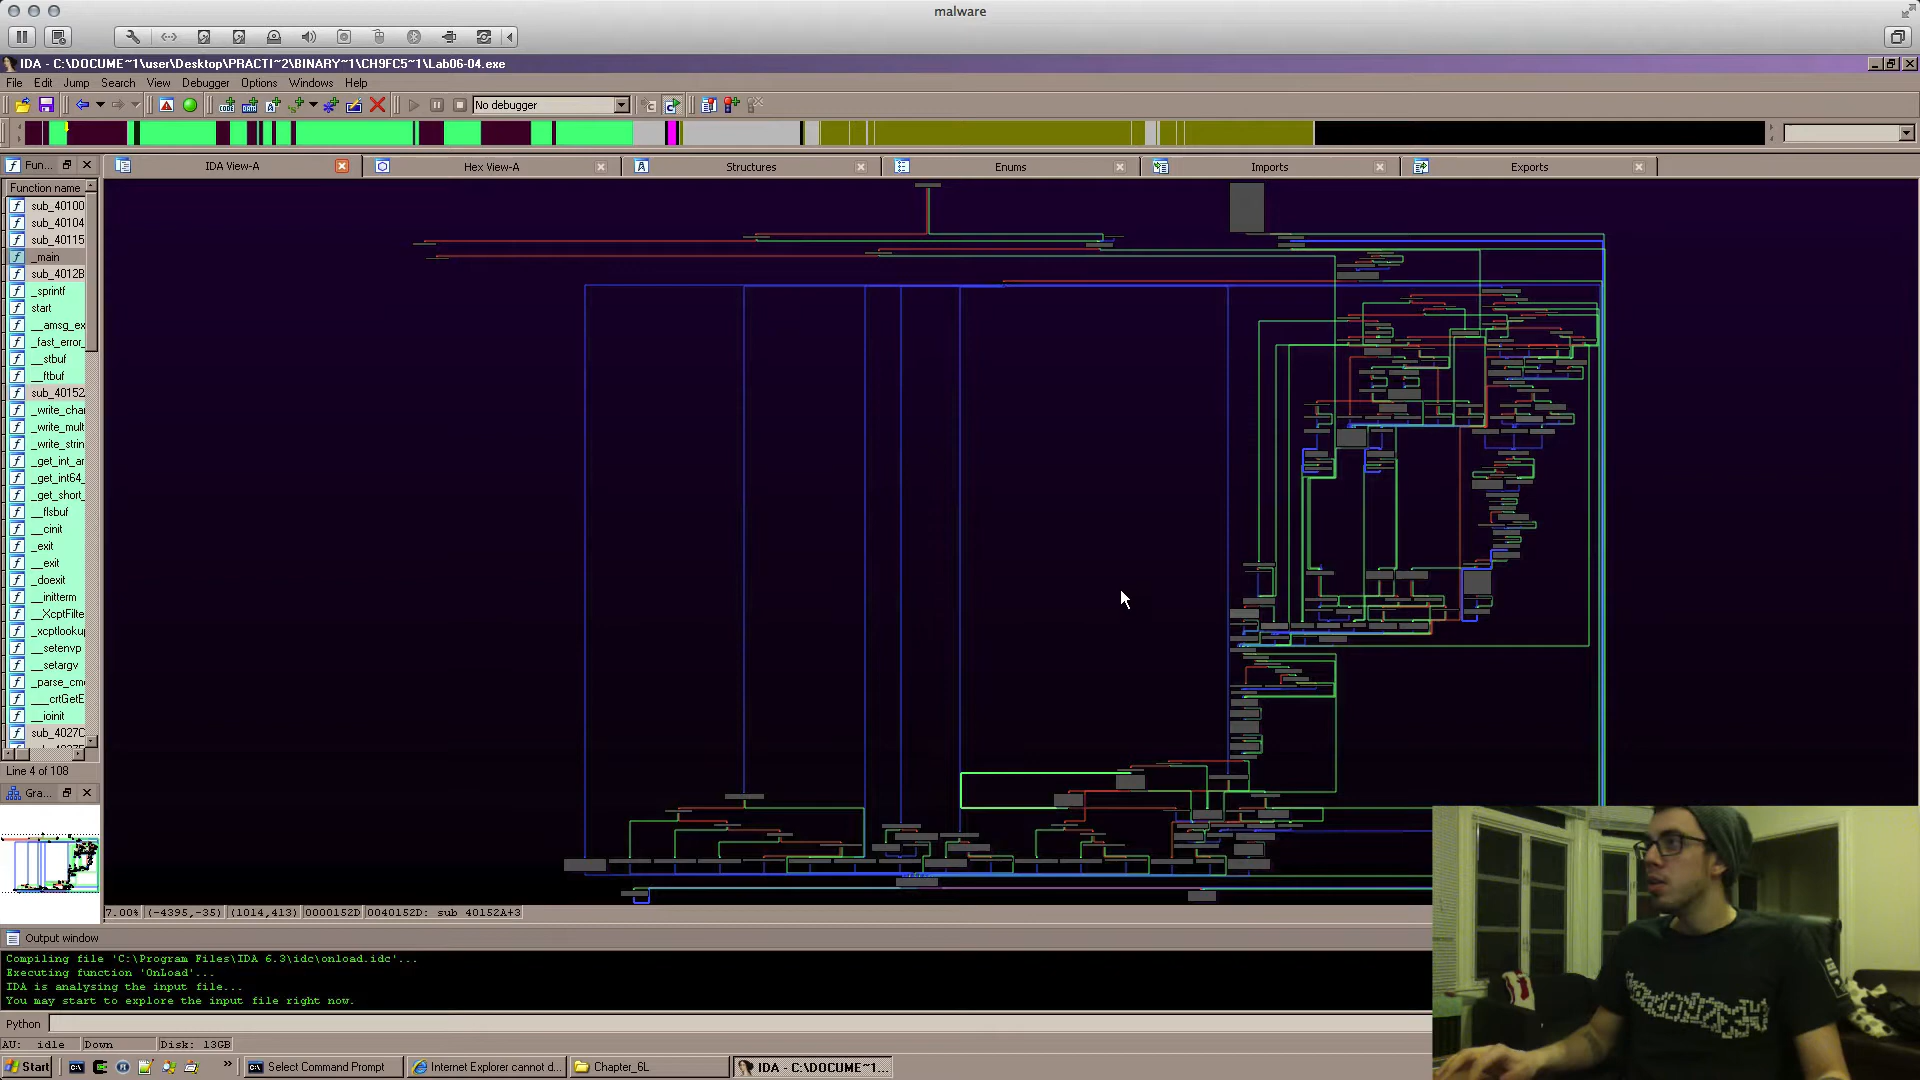 malware
IDA - C:\DOCUME~1\user\Desktop\PRACTI~2\BINARY~1\CH9FC5~1\Lab06-04.exe
File Edit Jump Search View Debugger Options Windows Help
No debugger
Fun...
IDA View-A
Hex View-A
Structures
Enums
Imports
Exports
Function name
sub_40100
sub_40104
sub_40115
_main
sub_4012B
_sprintf
start
__amsg_ex
_fast_error_
__stbuf
__ftbuf
sub_40152
_write_char
_write_mult
_write_strin
_get_int_ar
_get_int64_
_get_short_
__flsbuf
__cinit
_exit
__exit
_doexit
__initterm
__XcptFilte
_xcptlooku
__setenvp
__setargv
_parse_cm
___crtGetE
__ioinit
sub_4027C
Line 4 of 108
Gra...
7.00% (-4395,-35) (1014,413) 0000152D 0040152D: sub_40152A+3
Output window
Compiling file 'C:\Program Files\IDA 6.3\idc\onload.idc'...
Executing function 'OnLoad'...
IDA is analysing the input file...
You may start to explore the input file right now.
Python
AU: idle Down Disk: 13GB
Start
Select Command Prompt
Internet Explorer cannot d...
Chapter_6L
IDA - C:\DOCUME~1...